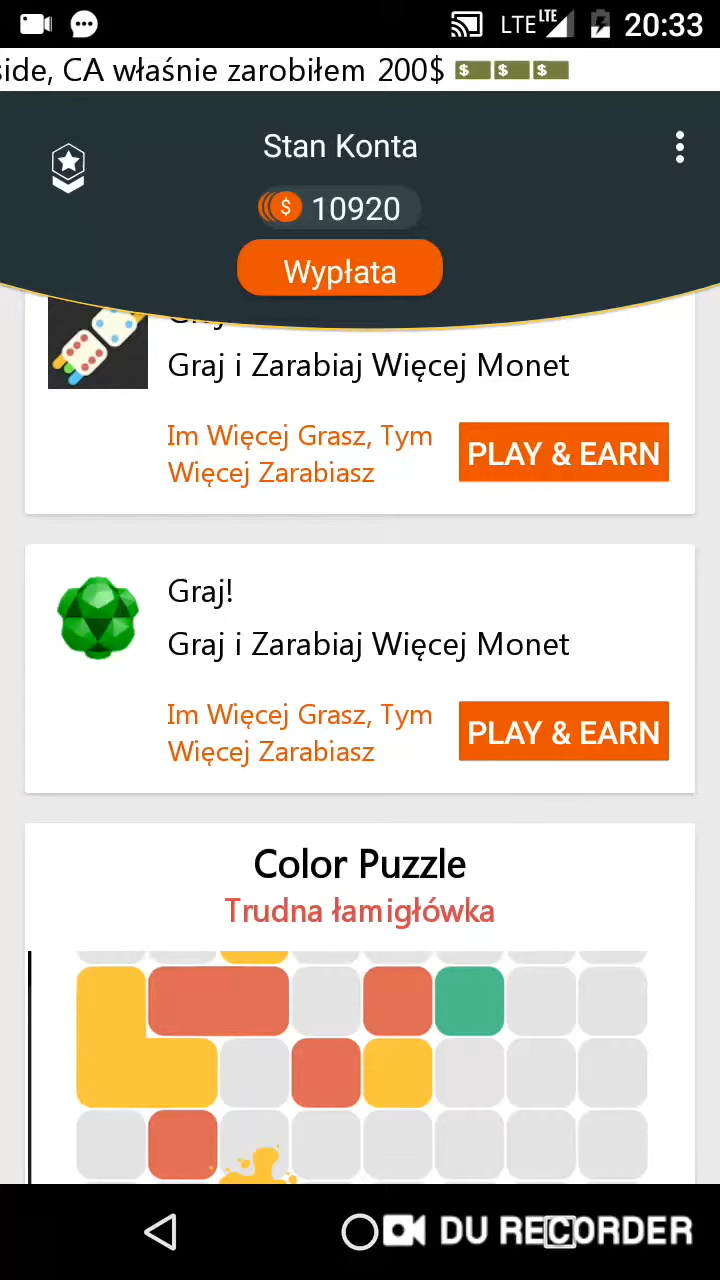 LTE LTE 20:33
side, CA właśnie zarobiłem 200$
Stan Konta
10920
Wypłata
Graj i Zarabiaj Więcej Monet
Im Więcej Grasz, Tym
Więcej Zarabiasz
PLAY & EARN
Graj!
Graj i Zarabiaj Więcej Monet
Im Więcej Grasz, Tym
Więcej Zarabiasz
PLAY & EARN
Color Puzzle
Trudna łamigłówka
DU RECORDER